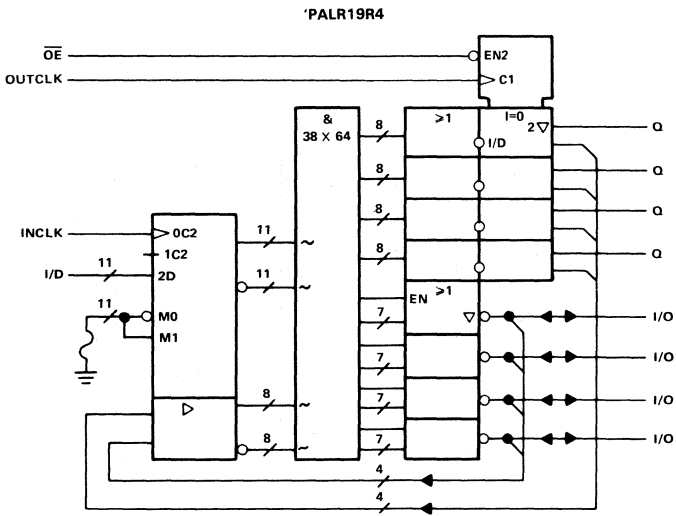 'PALR19R4
OE
EN2
OUTCLK
C1
&
38 X 64
8
≥1
I=0
2 ▽
Q
I/D
8
Q
8
Q
INCLK
0C2
11
~
8
Q
1C2
I/D
11
2D
11
~
EN
≥1
11
M0
7
▽
I/O
M1
7
I/O
▷
8
~
7
I/O
8
~
7
I/O
4
4